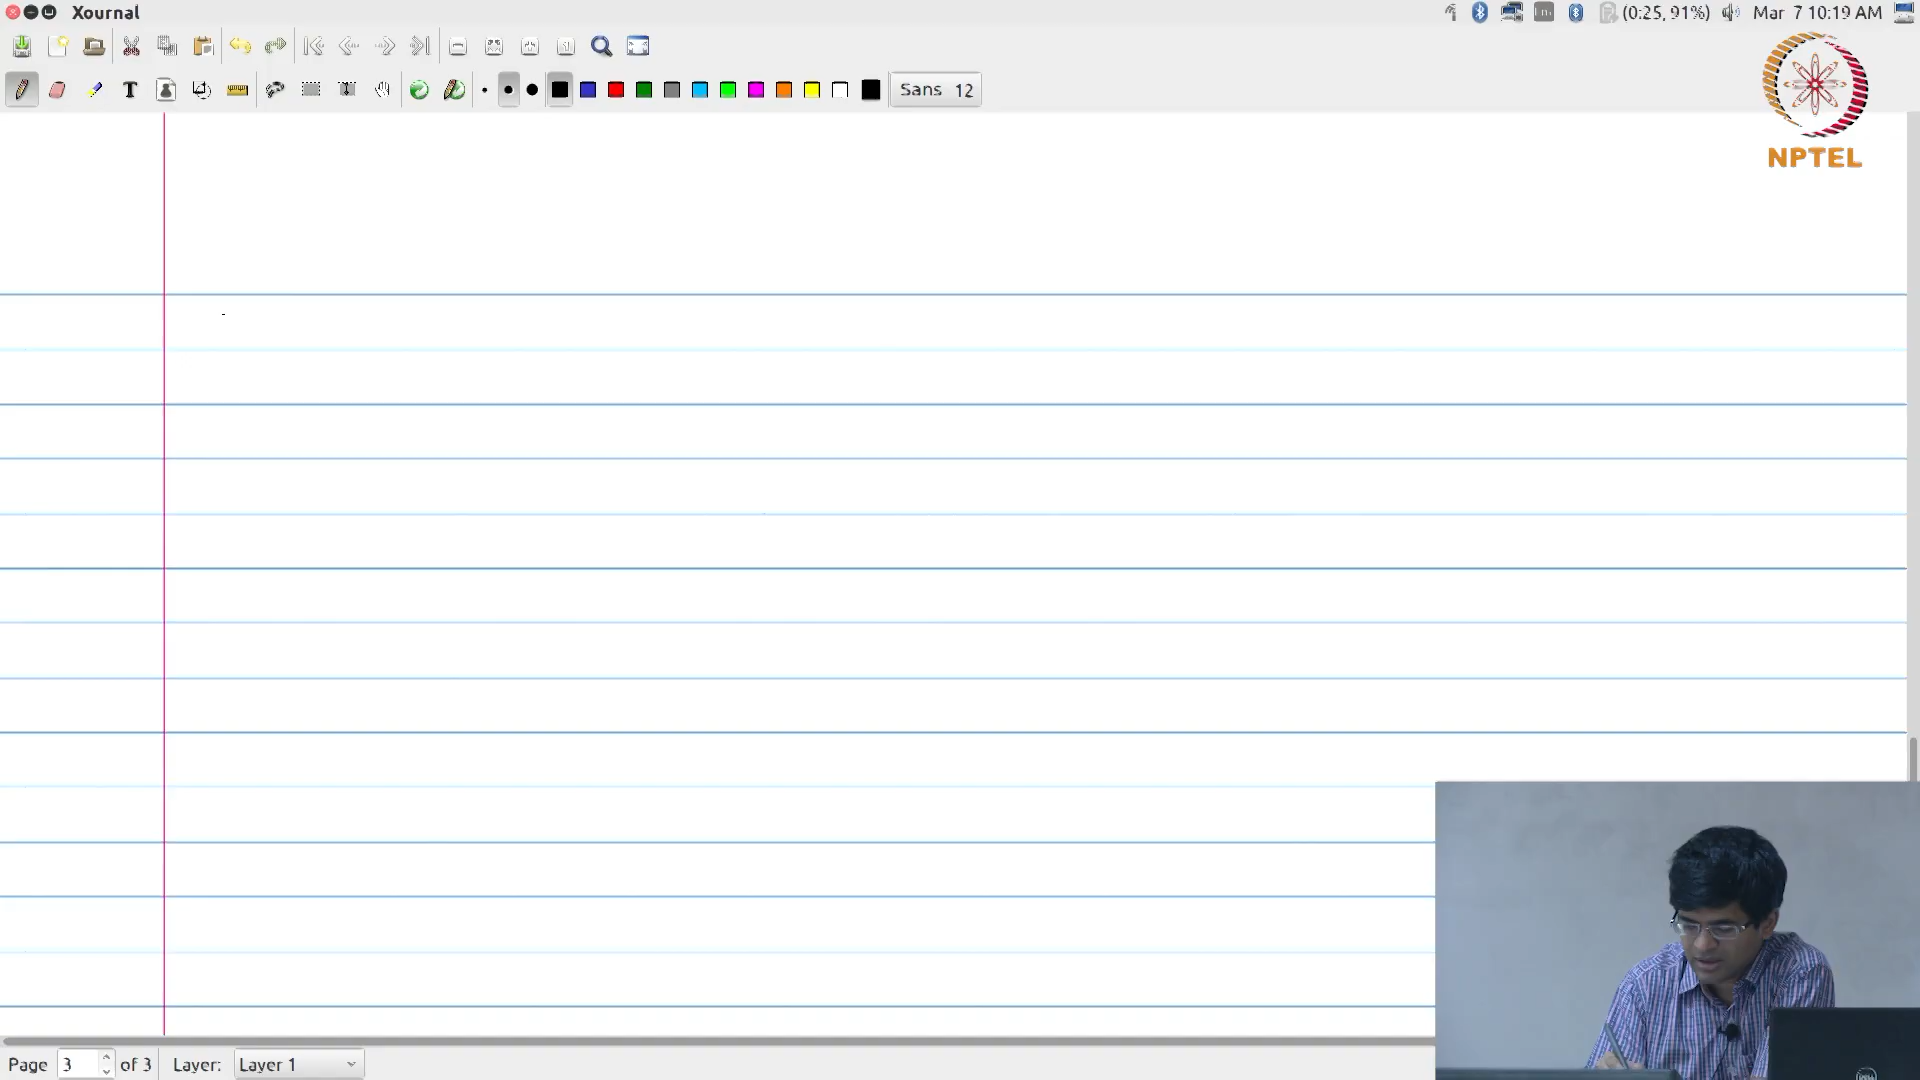 Xournal
(0:25, 91%) Mar 7 10:19 AM
Sans 12
NPTEL
Page 3 of 3 Layer: Layer 1